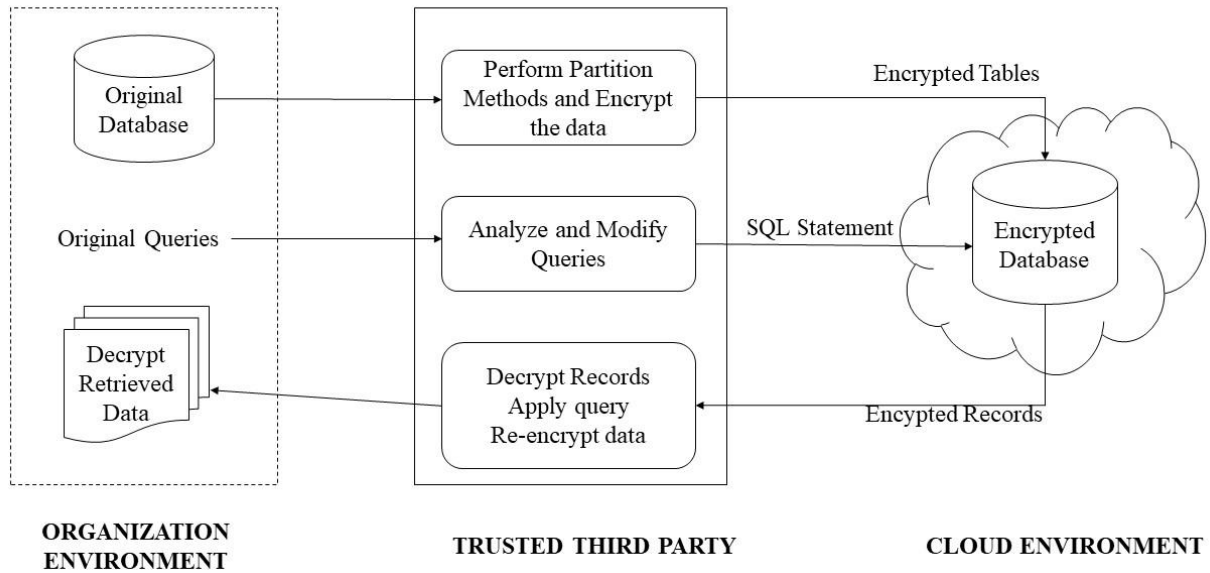 Original
Database
Perform Partition
Methods and Encrypt
the data
Encrypted Tables
Original Queries
Analyze and Modify
Queries
SQL Statement
Encrypted
Database
Decrypt
Retrieved
Data
Decrypt Records
Apply query
Re-encrypt data
Encypted Records
ORGANIZATION
ENVIRONMENT
TRUSTED THIRD PARTY
CLOUD ENVIRONMENT